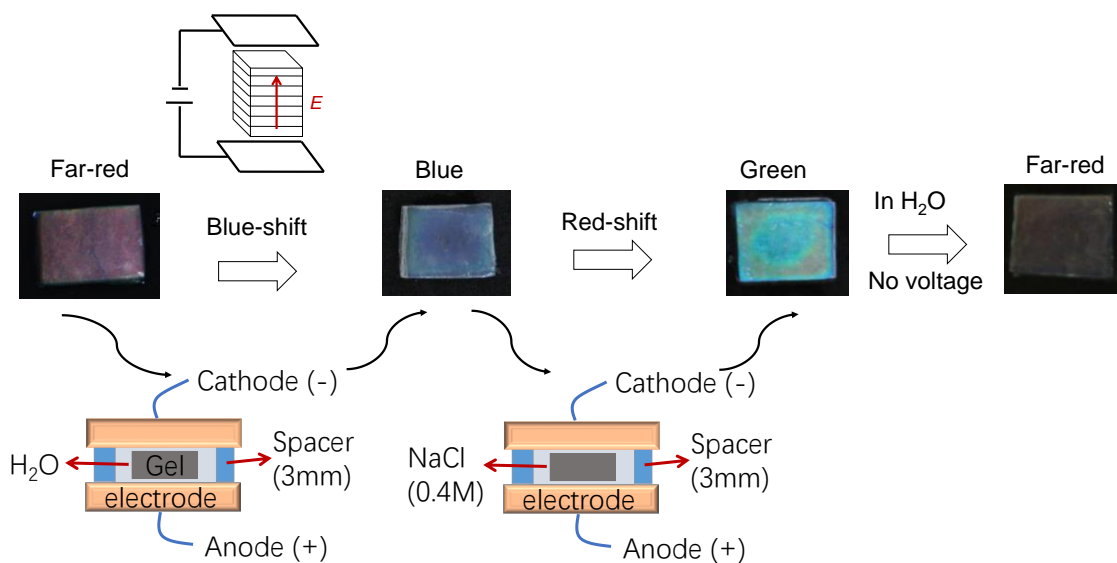 E
Far-red
Blue
Green
Far-red
Blue-shift
Red-shift
In H₂O
No voltage
Cathode (-)
H₂O
Gel
Spacer
(3mm)
electrode
Anode (+)
Cathode (-)
NaCl
(0.4M)
Spacer
(3mm)
electrode
Anode (+)